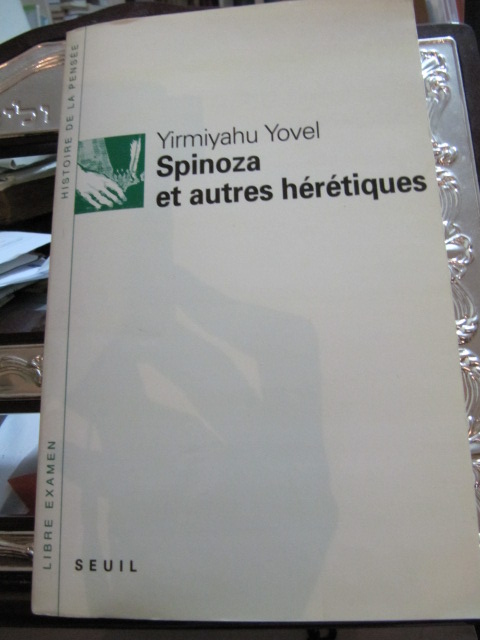 HISTOIRE DE LA PENSÉE
Yirmiyahu Yovel
Spinoza
et autres hérétiques
LIBRE EXAMEN
SEUIL